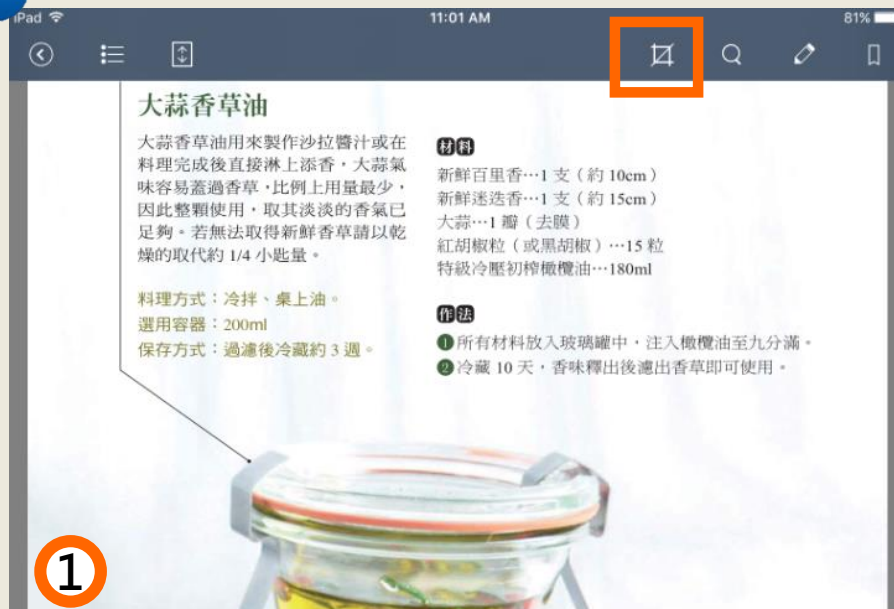 iPad
11:01 AM
81%
大蒜香草油
大蒜香草油用來製作沙拉醬汁或在
料理完成後直接淋上添香，大蒜氣
味容易蓋過香草，比例上用量最少，
因此整顆使用，取其淡淡的香氣已
足夠。若無法取得新鮮香草請以乾
燥的取代約 1/4 小匙量。
料理方式：冷拌、桌上油。
選用容器：200ml
保存方式：過濾後冷藏約 3 週。
材料
新鮮百里香…1 支（約 10cm）
新鮮迷迭香…1 支（約 15cm）
大蒜…1 瓣（去膜）
紅胡椒粒（或黑胡椒）…15 粒
特級冷壓初榨橄欖油…180ml
作法
❶所有材料放入玻璃罐中，注入橄欖油至九分滿。
❷冷藏 10 天，香味釋出後濾出香草即可使用。
1